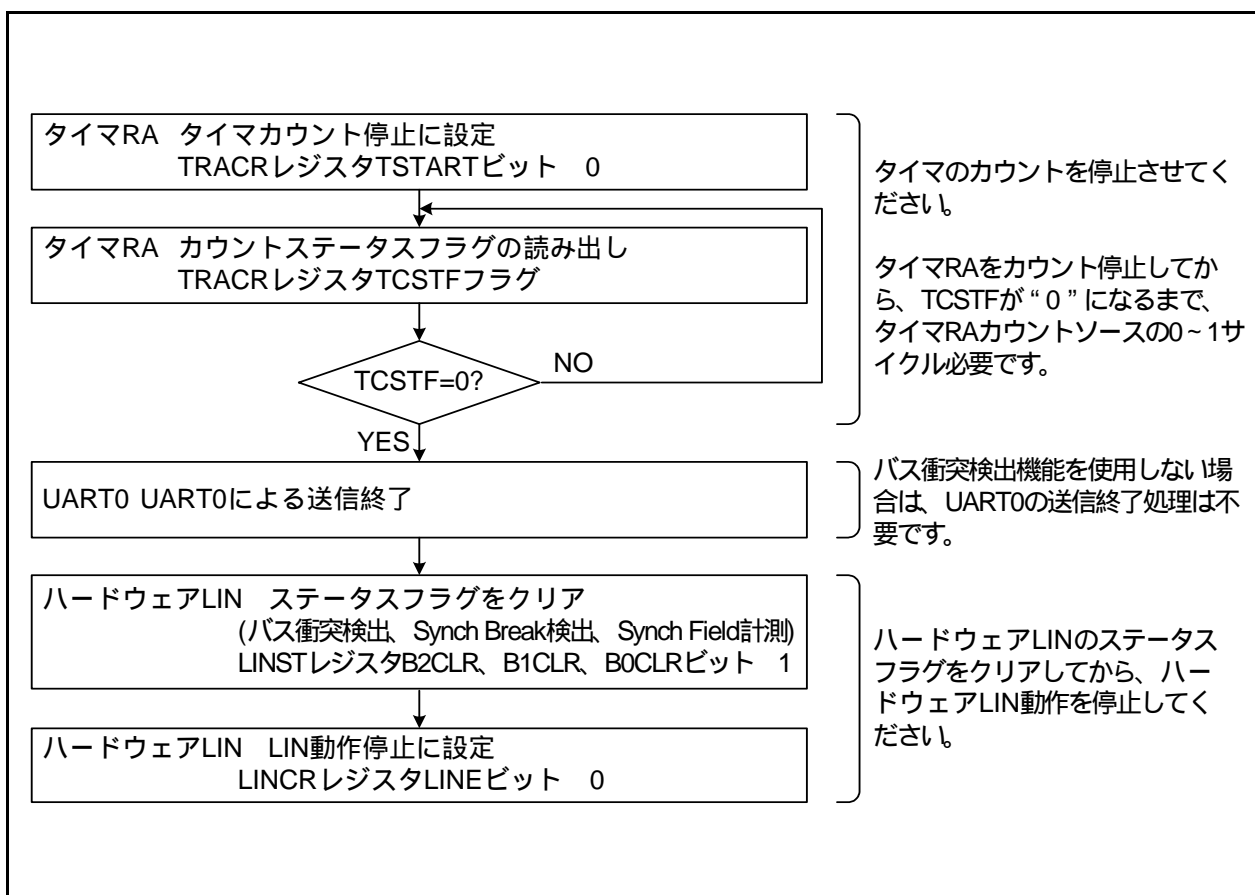 タイマRA タイマカウント停止に設定
TRACRレジスタTSTARTビット 0
タイマRA カウントステータスフラグの読み出し
TRACRレジスタTCSTFフラグ
TCSTF=0?
NO
YES
UART0 UART0による送信終了
ハードウェアLIN ステータスフラグをクリア
(バス衝突検出、Synch Break検出、Synch Field計測)
LINSTレジスタB2CLR、B1CLR、B0CLRビット 1
ハードウェアLIN LIN動作停止に設定
LINCRレジスタLINEビット 0
タイマのカウントを停止させてく
ださい。
タイマRAをカウント停止してか
ら、TCSTFが“0”になるまで、
タイマRAカウントソースの0~1サ
イクル必要です。
バス衝突検出機能を使用しない場
合は、UART0の送信終了処理は不
要です。
ハードウェアLINのステータス
フラグをクリアしてから、ハー
ドウェアLIN動作を停止してく
ださい。